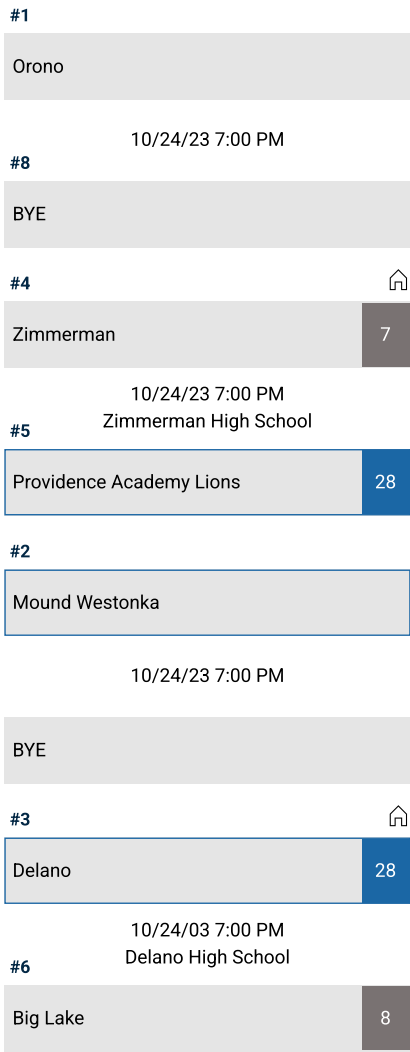 #1
Orono
10/24/23 7:00 PM
#8
BYE
#4
Zimmerman 7
10/24/23 7:00 PM
Zimmerman High School
#5
Providence Academy Lions 28
#2
Mound Westonka
10/24/23 7:00 PM
BYE
#3
Delano 28
10/24/03 7:00 PM
Delano High School
#6
Big Lake 8